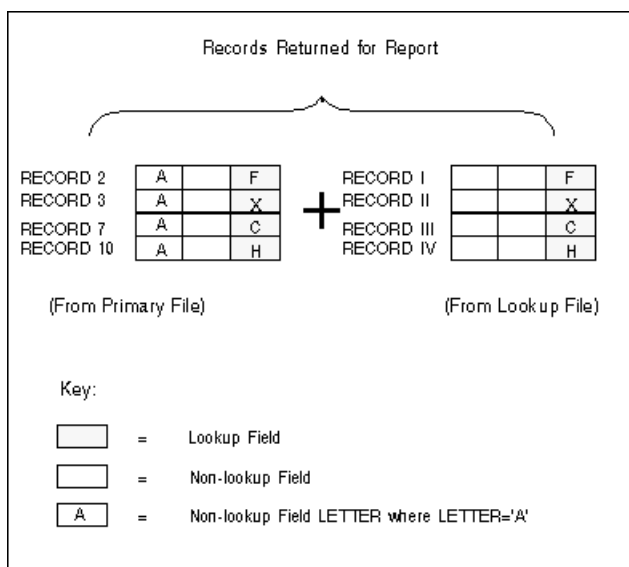 Records Returned for Report
RECORD 2 A F RECORD I F
RECORD 3 A X RECORD II X
RECORD 7 A C RECORD III C
RECORD 10 A H RECORD IV H
(From Primary File) (From Lookup File)
Key:
= Lookup Field
= Non-lookup Field
A = Non-lookup Field LETTER where LETTER='A'